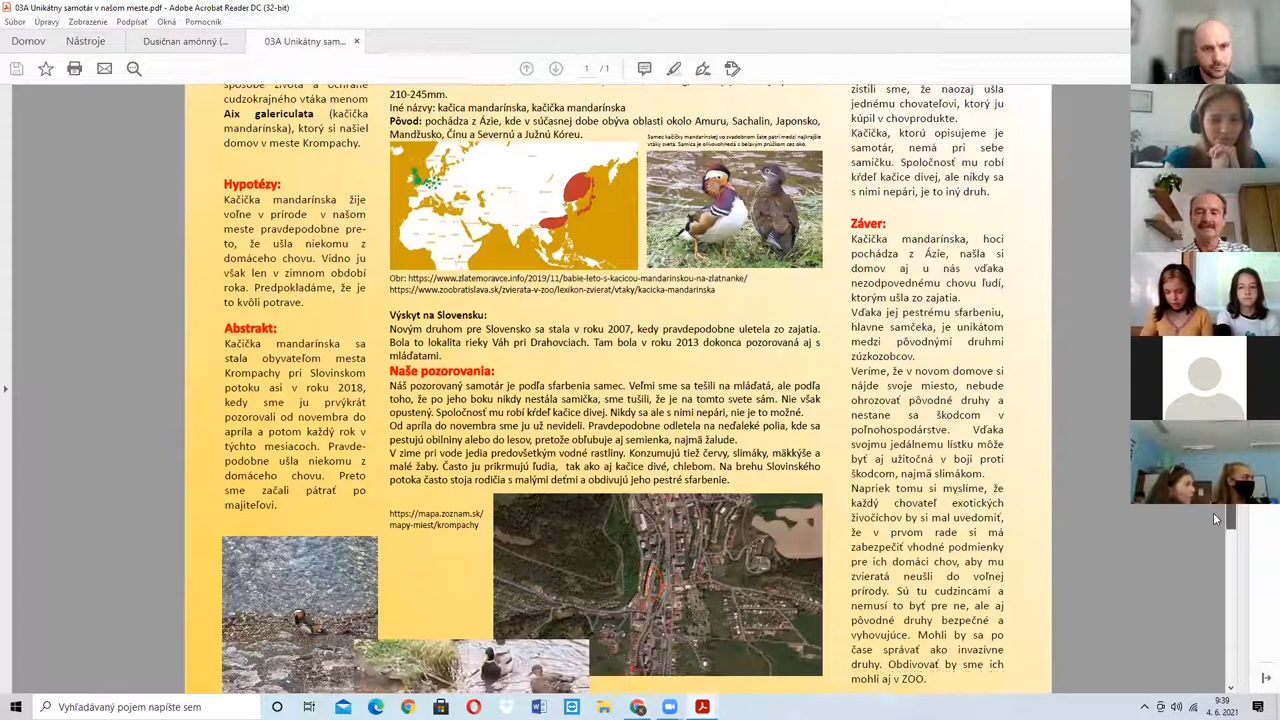 03A Unikátny samotár v našom meste.pdf - Adobe Acrobat Reader DC (32-bit)
Súbor Úpravy Zobrazenie Podpísať Okná Pomocník
Domov Nástroje Dusičnan amónný (... 03A Unikátny sam... ×
1 / 1
spôsobe života a ochrane
cudzokrajného vtáka menom
Aix galericulata (kačička
mandarínska), ktorý si našiel
domov v meste Krompachy.
Hypotézy:
Kačička mandarínska žije
voľne v prírode v našom
meste pravdepodobne pre-
to, že ušla niekomu z
domáceho chovu. Vidno ju
však len v zimnom období
roka. Predpokladáme, že je
to kvôli potrave.
Abstrakt:
Kačička mandarínska sa
stala obyvateľom mesta
Krompachy pri Slovinskom
potoku asi v roku 2018,
kedy sme ju prvýkrát
pozorovali od novembra do
apríla a potom každý rok v
týchto mesiacoch. Pravde-
podobne ušla niekomu z
domáceho chovu. Preto
sme začali pátrať po
majiteľovi.
210-245mm.
Iné názvy: kačica mandarínska, kačička mandarínska
Pôvod: pochádza z Ázie, kde v súčasnej dobe obýva oblasti okolo Amuru, Sachalin, Japonsko,
Mandžusko, Čínu a Severnú a Južnú Kóreu.
Samec kačičky mandarínskej vo svadobnom šate patrí medzi najkrajšie
vtáky sveta. Samica je olivovohnedá s belavým prúžkom cez oko.
Obr: https://www.zlatemoravce.info/2019/11/babie-leto-s-kacicou-mandarinskou-na-zlatnanke/
https://www.zoobratislava.sk/zvierata-v-zoo/lexikon-zvierat/vtaky/kacicka-mandarinska
Výskyt na Slovensku:
Novým druhom pre Slovensko sa stala v roku 2007, kedy pravdepodobne uletela zo zajatia.
Bola to lokalita rieky Váh pri Drahovciach. Tam bola v roku 2013 dokonca pozorovaná aj s
mláďatami.
Naše pozorovania:
Náš pozorovaný samotár je podľa sfarbenia samec. Veľmi sme sa tešili na mláďatá, ale podľa
toho, že po jeho boku nikdy nestála samička, sme tušili, že je na tomto svete sám. Nie však
opustený. Spoločnosť mu robí kŕdeľ kačice divej. Nikdy sa ale s nimi nepári, nie je to možné.
Od apríla do novembra sme ju už nevideli. Pravdepodobne odletela na neďaleké polia, kde sa
pestujú obilniny alebo do lesov, pretože obľubuje aj semienka, najmä žalude.
V zime pri vode jedia predovšetkým vodné rastliny. Konzumujú tiež červy, slimáky, mäkkýše a
malé žaby. Často ju prikrmujú ľudia, tak ako aj kačice divé, chlebom. Na brehu Slovinského
potoka často stoja rodičia s malými deťmi a obdivujú jeho pestré sfarbenie.
https://mapa.zoznam.sk/
mapy-miest/krompachy
zistili sme, že naozaj ušla
jednému chovateľovi, ktorý ju
kúpil v chovprodukte.
Kačička, ktorú opisujeme je
samotár, nemá pri sebe
samičku. Spoločnosť mu robí
kŕdeľ kačice divej, ale nikdy sa
s nimi nepári, je to iný druh.
Záver:
Kačička mandarínska, hoci
pochádza z Ázie, našla si
domov aj u nás vďaka
nezodpovednému chovu ľudí,
ktorým ušla zo zajatia.
Vďaka jej pestrému sfarbeniu,
hlavne samčeka, je unikátom
medzi pôvodnými druhmi
zúzkozobcov.
Veríme, že v novom domove si
nájde svoje miesto, nebude
ohrozovať pôvodné druhy a
nestane sa škodcom v
poľnohospodárstve. Vďaka
svojmu jedálnemu lístku môže
byť aj užitočná v boji proti
škodcom, najmä slimákom.
Napriek tomu si myslíme, že
každý chovateľ exotických
živočíchov by si mal uvedomiť,
že v prvom rade si má
zabezpečiť vhodné podmienky
pre ich domáci chov, aby mu
zvieratá neušli do voľnej
prírody. Sú tu cudzincami a
nemusí to byť pre ne, ale aj
pôvodné druhy bezpečné a
vyhovujúce. Mohli by sa po
čase správať ako invazívne
druhy. Obdivovať by sme ich
mohli aj v ZOO.
Vyhľadávaný pojem napíšte sem
9:39
4. 6. 2021